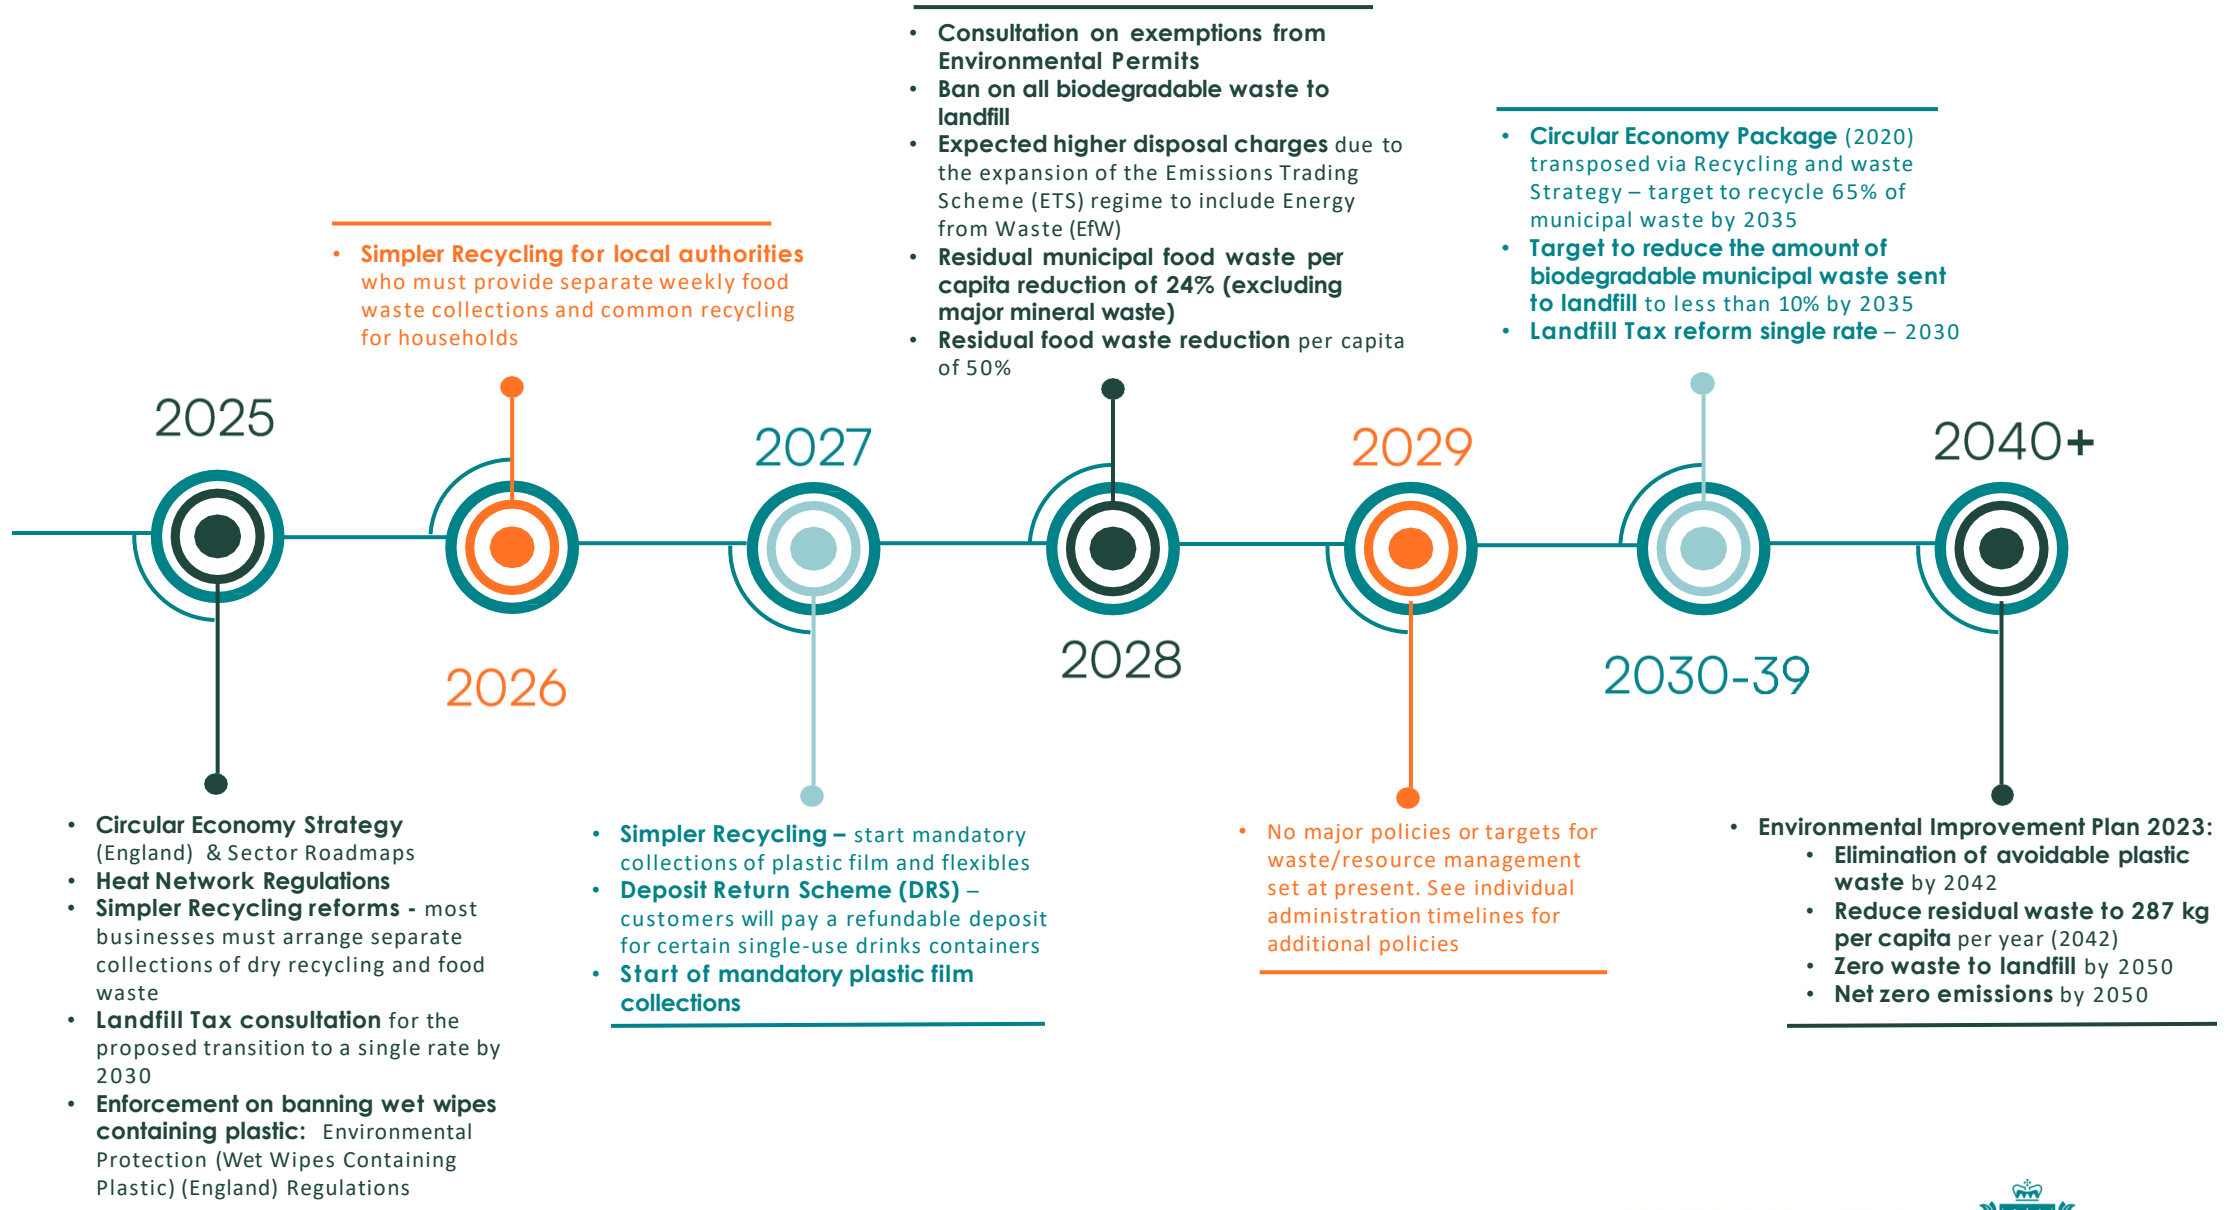 2025
• Circular Economy Strategy
(England) & Sector Roadmaps
• Heat Network Regulations
• Simpler Recycling reforms - most
businesses must arrange separate
collections of dry recycling and food
waste
• Landfill Tax consultation for the
proposed transition to a single rate by
2030
• Enforcement on banning wet wipes
containing plastic: Environmental
Protection (Wet Wipes Containing
Plastic) (England) Regulations
• Simpler Recycling for local authorities
who must provide separate weekly food
waste collections and common recycling
for households
2026
2027
• Simpler Recycling – start mandatory
collections of plastic film and flexibles
• Deposit Return Scheme (DRS) –
customers will pay a refundable deposit
for certain single-use drinks containers
• Start of mandatory plastic film
collections
• Consultation on exemptions from
Environmental Permits
• Ban on all biodegradable waste to
landfill
• Expected higher disposal charges due to
the expansion of the Emissions Trading
Scheme (ETS) regime to include Energy
from Waste (EfW)
• Residual municipal food waste per
capita reduction of 24% (excluding
major mineral waste)
• Residual food waste reduction per capita
of 50%
2028
2029
• No major policies or targets for
waste/resource management
set at present. See individual
administration timelines for
additional policies
• Circular Economy Package (2020)
transposed via Recycling and waste
Strategy – target to recycle 65% of
municipal waste by 2035
• Target to reduce the amount of
biodegradable municipal waste sent
to landfill to less than 10% by 2035
• Landfill Tax reform single rate – 2030
2030-39
2040+
• Environmental Improvement Plan 2023:
• Elimination of avoidable plastic
waste by 2042
• Reduce residual waste to 287 kg
per capita per year (2042)
• Zero waste to landfill by 2050
• Net zero emissions by 2050